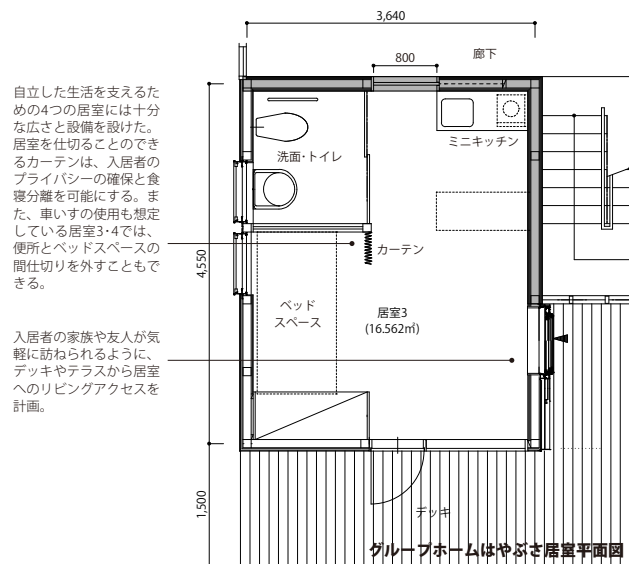 3,640
800
廊下
自立した生活を支えるた
めの4つの居室には十分
な広さと設備を設けた。
居室を仕切ることのでき
るカーテンは、入居者の
プライバシーの確保と食
寝分離を可能にする。ま
た、車いすの使用も想定
している居室3・4では、
便所とベッドスペースの
間仕切りを外すこともで
きる。
ミニキッチン
洗面・トイレ
カーテン
4,550
ベッド
スペース
居室3
(16.562㎡)
入居者の家族や友人が気
軽に訪ねられるように、
デッキやテラスから居室
へのリビングアクセスを
計画。
1,500
デッキ
グループホームはやぶさ居室平面図